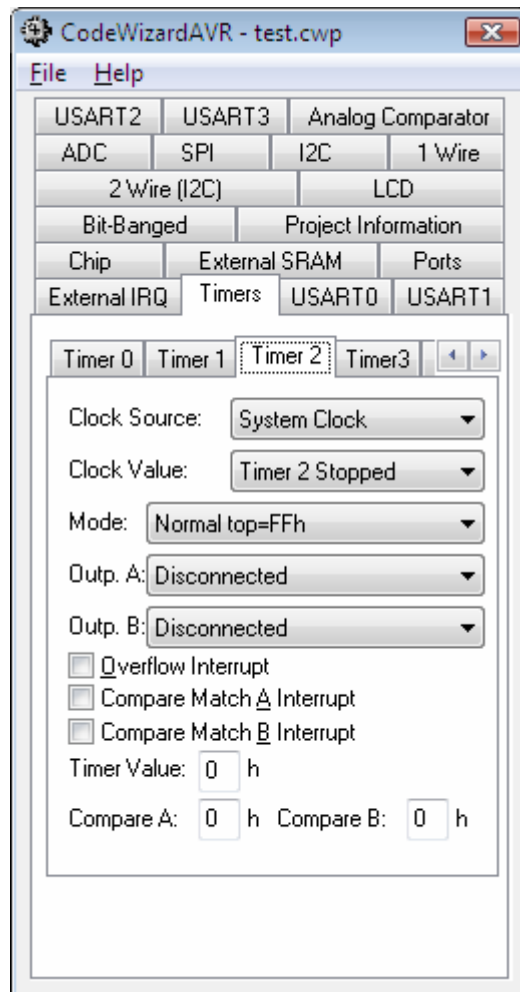 CodeWizardAVR - test.cwp
File Help
USART2 USART3 Analog Comparator
ADC SPI I2C 1 Wire
2 Wire (I2C) LCD
Bit-Banged Project Information
Chip External SRAM Ports
External IRQ Timers USART0 USART1
Timer 0 Timer 1 Timer 2 Timer3
Clock Source: System Clock
Clock Value: Timer 2 Stopped
Mode: Normal top=FFh
Outp. A: Disconnected
Outp. B: Disconnected
Overflow Interrupt
Compare Match A Interrupt
Compare Match B Interrupt
Timer Value: 0 h
Compare A: 0 h Compare B: 0 h